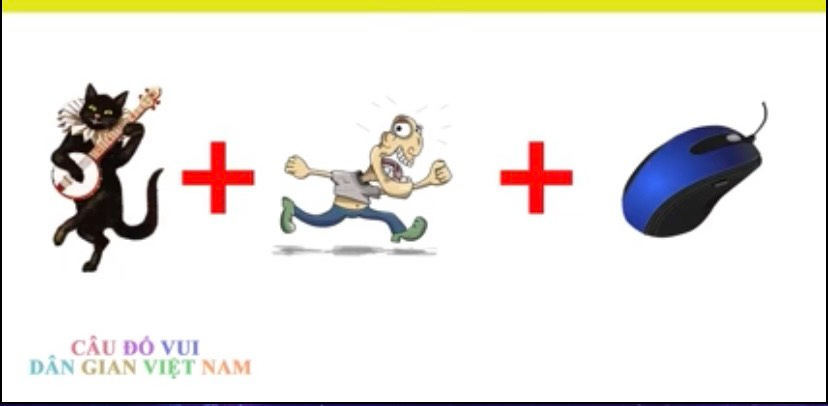 CÂU ĐỐ VUI
DÂN GIAN VIỆT NAM